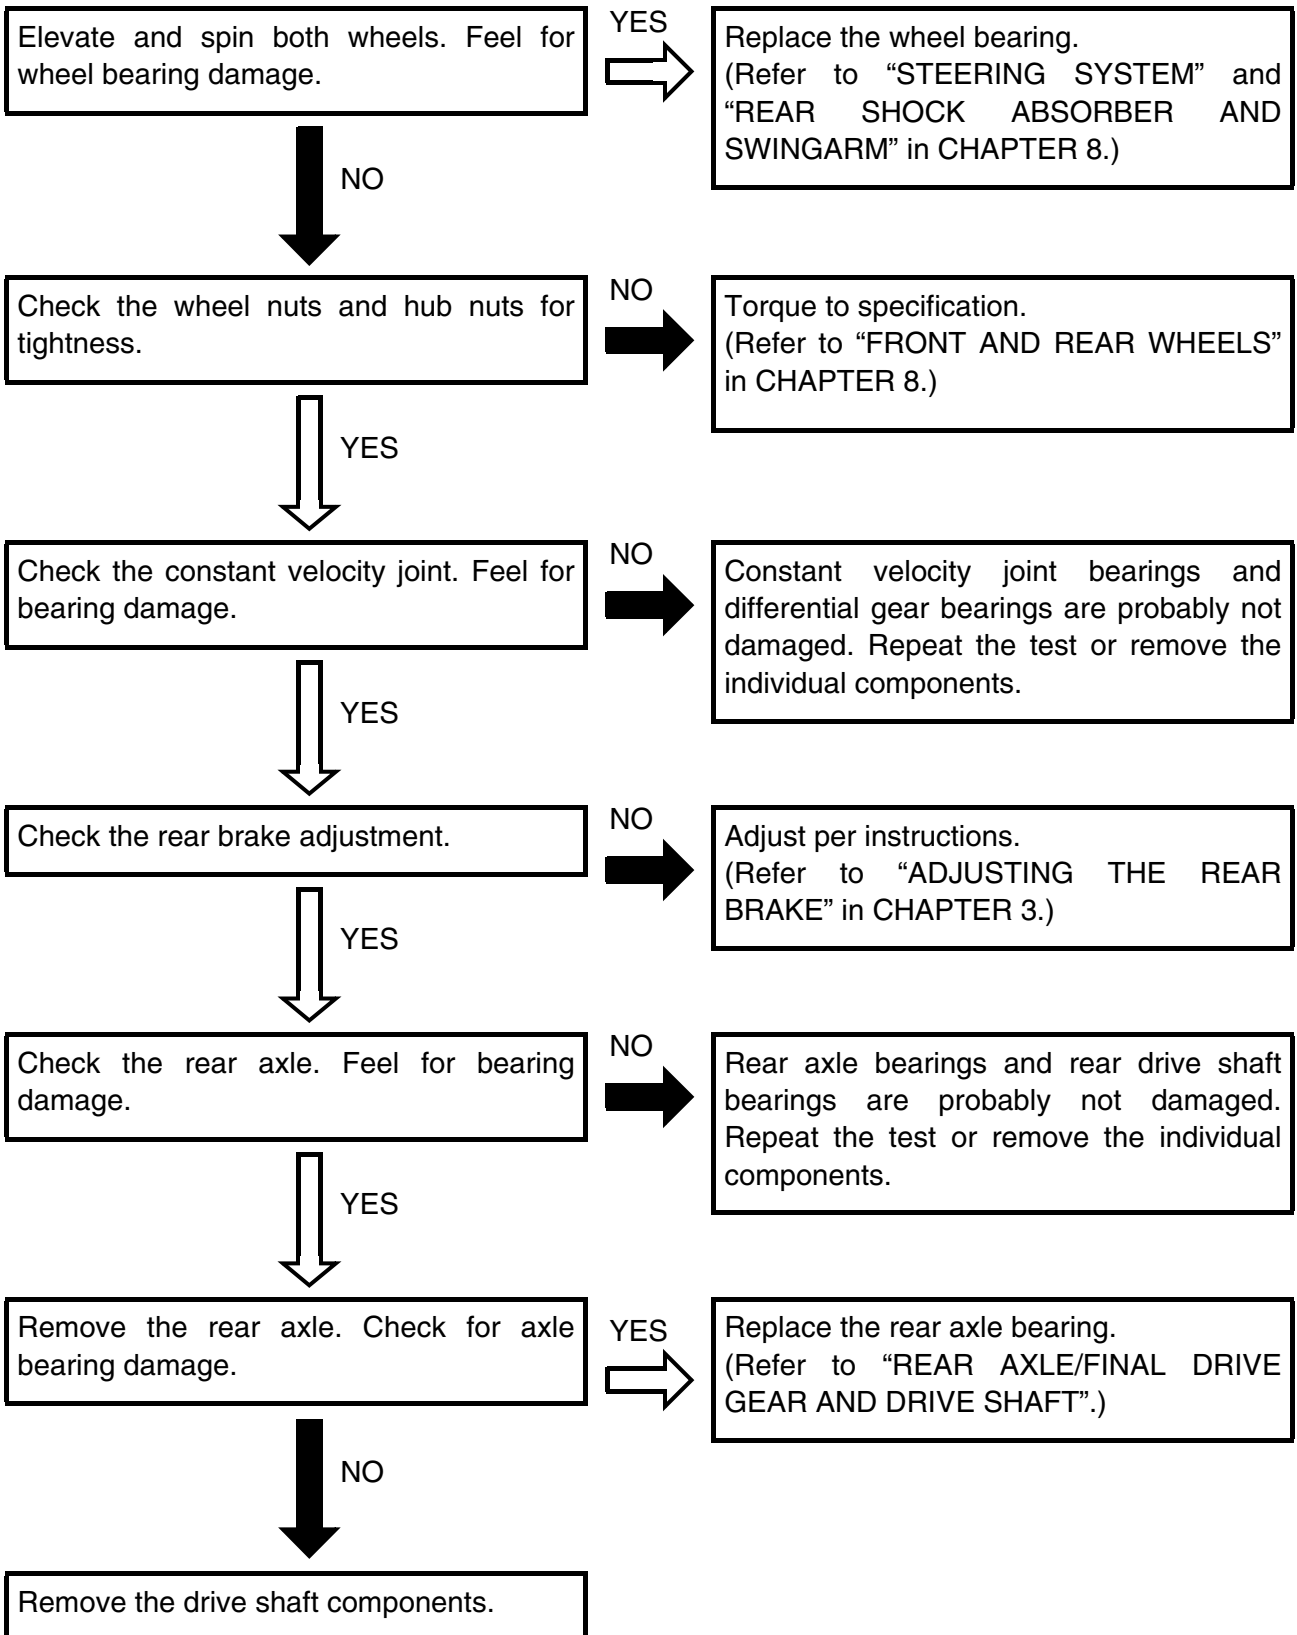 Elevate and spin both wheels. Feel for
wheel bearing damage.
YES
Replace the wheel bearing.
(Refer to “STEERING SYSTEM” and
“REAR SHOCK ABSORBER AND
SWINGARM” in CHAPTER 8.)
NO
Check the wheel nuts and hub nuts for
tightness.
NO
Torque to specification.
(Refer to “FRONT AND REAR WHEELS”
in CHAPTER 8.)
YES
Check the constant velocity joint. Feel for
bearing damage.
NO
Constant velocity joint bearings and
differential gear bearings are probably not
damaged. Repeat the test or remove the
individual components.
YES
Check the rear brake adjustment.
NO
Adjust per instructions.
(Refer to “ADJUSTING THE REAR
BRAKE” in CHAPTER 3.)
YES
Check the rear axle. Feel for bearing
damage.
NO
Rear axle bearings and rear drive shaft
bearings are probably not damaged.
Repeat the test or remove the individual
components.
YES
Remove the rear axle. Check for axle
bearing damage.
YES
Replace the rear axle bearing.
(Refer to “REAR AXLE/FINAL DRIVE
GEAR AND DRIVE SHAFT”.)
NO
Remove the drive shaft components.